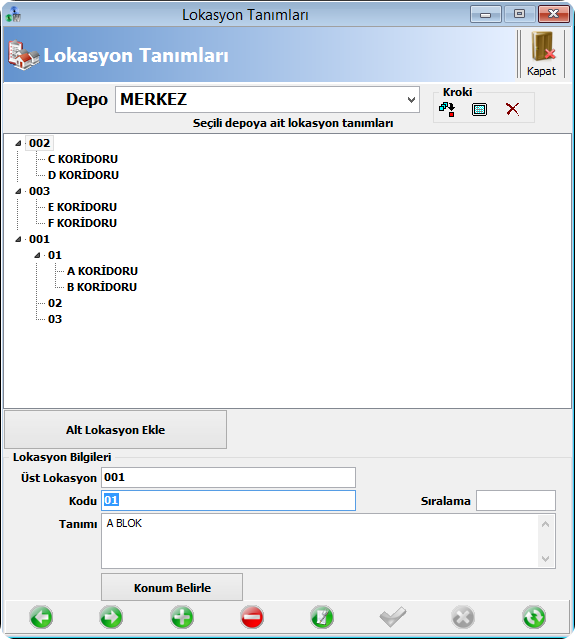 Lokasyon Tanımları
Lokasyon Tanımları
Kapat
Depo MERKEZ
Kroki
Seçili depoya ait lokasyon tanımları
002
C KORİDORU
D KORİDORU
003
E KORİDORU
F KORİDORU
001
01
A KORİDORU
B KORİDORU
02
03
Alt Lokasyon Ekle
Lokasyon Bilgileri
Üst Lokasyon 001
Kodu 01 Sıralama
Tanımı A BLOK
Konum Belirle